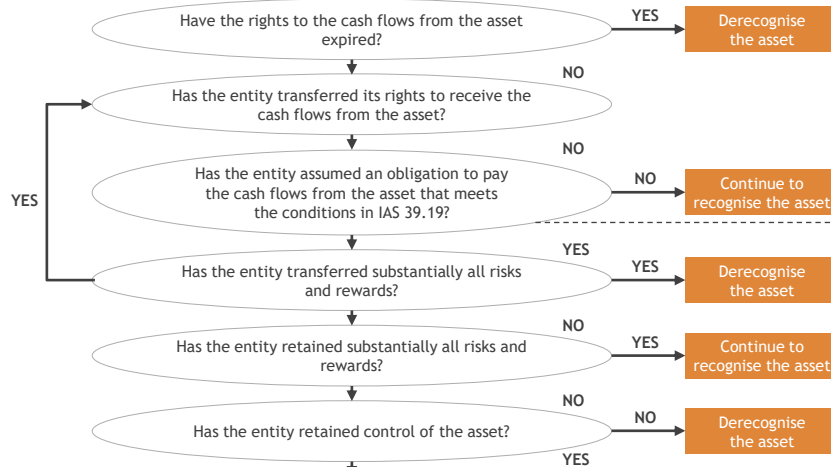 Have the rights to the cash flows from the asset
expired?
YES
Derecognise
the asset
NO
Has the entity transferred its rights to receive the
cash flows from the asset?
NO
YES
Has the entity assumed an obligation to pay
the cash flows from the asset that meets
the conditions in IAS 39.19?
NO
Continue to
recognise the asset
YES
Has the entity transferred substantially all risks
and rewards?
YES
Derecognise
the asset
NO
Has the entity retained substantially all risks and
rewards?
YES
Continue to
recognise the asset
NO
Has the entity retained control of the asset?
NO
Derecognise
the asset
YES